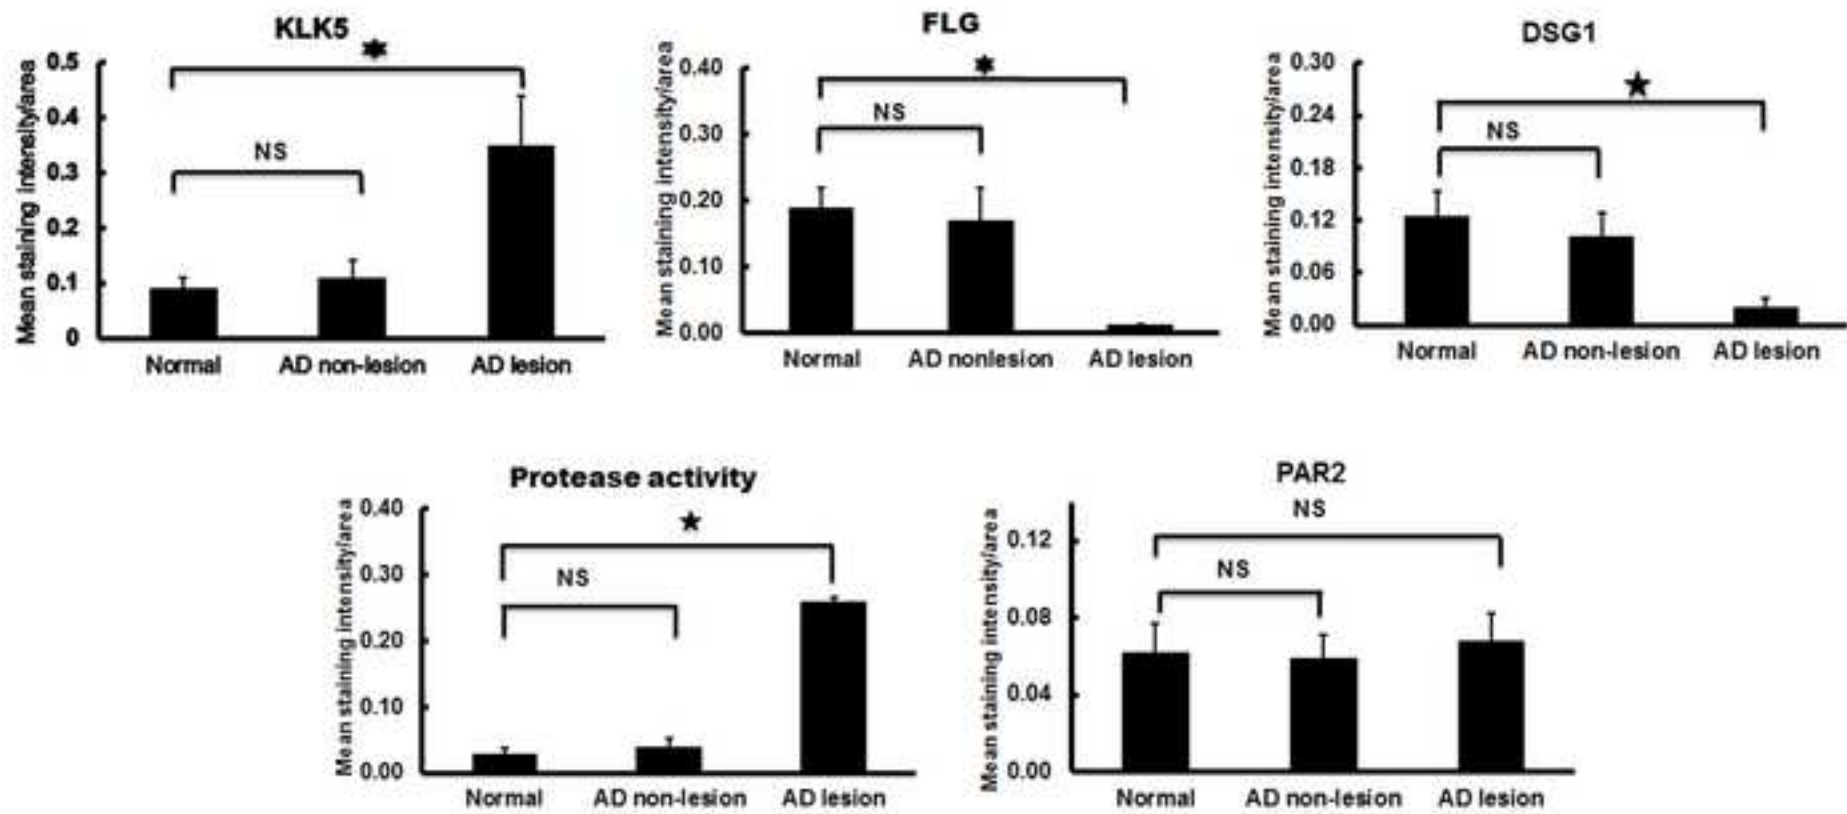 KLK5
Mean staining intensity/area
0.5
0.4
0.3
0.2
0.1
0
NS
Normal
AD non-lesion
AD lesion
FLG
Mean staining intensity/area
0.40
0.30
0.20
0.10
0.00
NS
Normal
AD nonlesion
AD lesion
DSG1
Mean staining intensity/area
0.30
0.24
0.18
0.12
0.06
0.00
NS
Normal
AD non-lesion
AD lesion
Protease activity
Mean staining intensity/area
0.40
0.30
0.20
0.10
0.00
NS
Normal
AD non-lesion
AD lesion
PAR2
Mean staining intensity/area
0.12
0.08
0.04
0.00
NS
NS
Normal
AD non-lesion
AD lesion